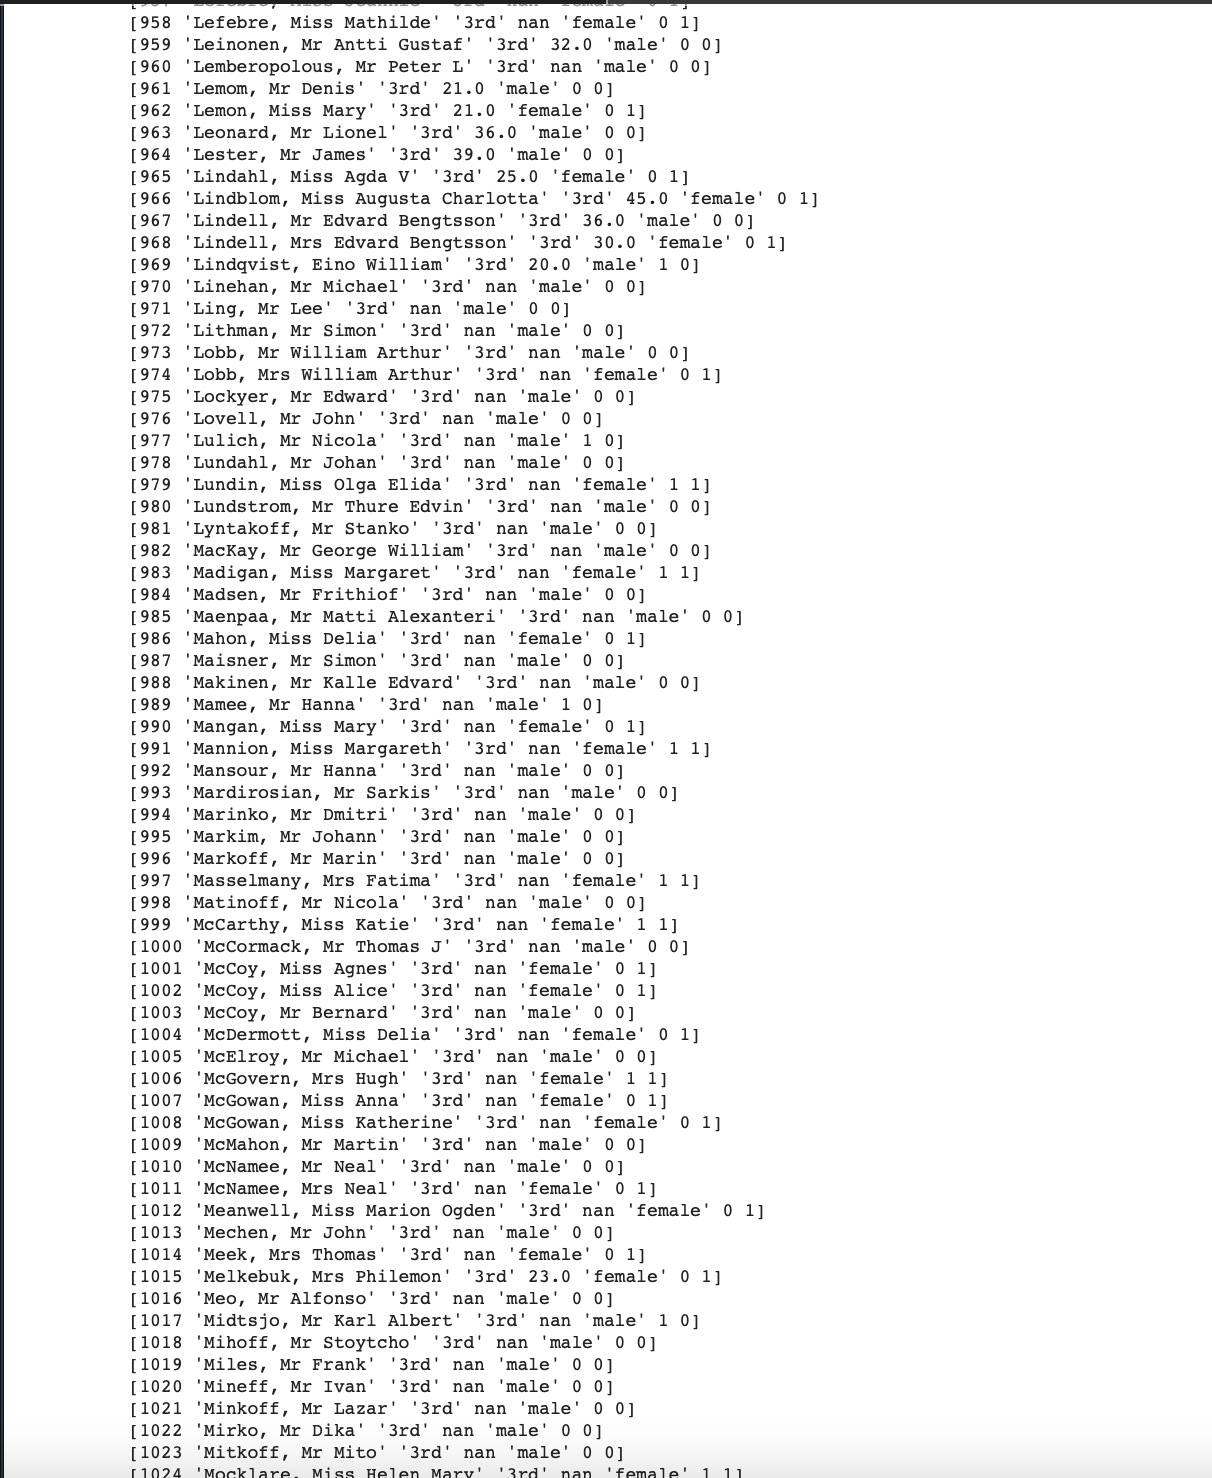 [958 'Lefebre, Miss Mathilde' '3rd' nan 'female' 0 1]
[959 'Leinonen, Mr Antti Gustaf' '3rd' 32.0 'male' 0 0]
[960 'Lemberopolous, Mr Peter L' '3rd' nan 'male' 0 0]
[961 'Lemom, Mr Denis' '3rd' 21.0 'male' 0 0]
[962 'Lemon, Miss Mary' '3rd' 21.0 'female' 0 1]
[963 'Leonard, Mr Lionel' '3rd' 36.0 'male' 0 0]
[964 'Lester, Mr James' '3rd' 39.0 'male' 0 0]
[965 'Lindahl, Miss Agda V' '3rd' 25.0 'female' 0 1]
[966 'Lindblom, Miss Augusta Charlotta' '3rd' 45.0 'female' 0 1]
[967 'Lindell, Mr Edvard Bengtsson' '3rd' 36.0 'male' 0 0]
[968 'Lindell, Mrs Edvard Bengtsson' '3rd' 30.0 'female' 0 1]
[969 'Lindqvist, Eino William' '3rd' 20.0 'male' 1 0]
[970 'Linehan, Mr Michael' '3rd' nan 'male' 0 0]
[971 'Ling, Mr Lee' '3rd' nan 'male' 0 0]
[972 'Lithman, Mr Simon' '3rd' nan 'male' 0 0]
[973 'Lobb, Mr William Arthur' '3rd' nan 'male' 0 0]
[974 'Lobb, Mrs William Arthur' '3rd' nan 'female' 0 1]
[975 'Lockyer, Mr Edward' '3rd' nan 'male' 0 0]
[976 'Lovell, Mr John' '3rd' nan 'male' 0 0]
[977 'Lulich, Mr Nicola' '3rd' nan 'male' 1 0]
[978 'Lundahl, Mr Johan' '3rd' nan 'male' 0 0]
[979 'Lundin, Miss Olga Elida' '3rd' nan 'female' 1 1]
[980 'Lundstrom, Mr Thure Edvin' '3rd' nan 'male' 0 0]
[981 'Lyntakoff, Mr Stanko' '3rd' nan 'male' 0 0]
[982 'MacKay, Mr George William' '3rd' nan 'male' 0 0]
[983 'Madigan, Miss Margaret' '3rd' nan 'female' 1 1]
[984 'Madsen, Mr Frithiof' '3rd' nan 'male' 0 0]
[985 'Maenpaa, Mr Matti Alexanteri' '3rd' nan 'male' 0 0]
[986 'Mahon, Miss Delia' '3rd' nan 'female' 0 1]
[987 'Maisner, Mr Simon' '3rd' nan 'male' 0 0]
[988 'Makinen, Mr Kalle Edvard' '3rd' nan 'male' 0 0]
[989 'Mamee, Mr Hanna' '3rd' nan 'male' 1 0]
[990 'Mangan, Miss Mary' '3rd' nan 'female' 0 1]
[991 'Mannion, Miss Margareth' '3rd' nan 'female' 1 1]
[992 'Mansour, Mr Hanna' '3rd' nan 'male' 0 0]
[993 'Mardirosian, Mr Sarkis' '3rd' nan 'male' 0 0]
[994 'Marinko, Mr Dmitri' '3rd' nan 'male' 0 0]
[995 'Markim, Mr Johann' '3rd' nan 'male' 0 0]
[996 'Markoff, Mr Marin' '3rd' nan 'male' 0 0]
[997 'Masselmany, Mrs Fatima' '3rd' nan 'female' 1 1]
[998 'Matinoff, Mr Nicola' '3rd' nan 'male' 0 0]
[999 'McCarthy, Miss Katie' '3rd' nan 'female' 1 1]
[1000 'McCormack, Mr Thomas J' '3rd' nan 'male' 0 0]
[1001 'McCoy, Miss Agnes' '3rd' nan 'female' 0 1]
[1002 'McCoy, Miss Alice' '3rd' nan 'female' 0 1]
[1003 'McCoy, Mr Bernard' '3rd' nan 'male' 0 0]
[1004 'McDermott, Miss Delia' '3rd' nan 'female' 0 1]
[1005 'McElroy, Mr Michael' '3rd' nan 'male' 0 0]
[1006 'McGovern, Mrs Hugh' '3rd' nan 'female' 1 1]
[1007 'McGowan, Miss Anna' '3rd' nan 'female' 0 1]
[1008 'McGowan, Miss Katherine' '3rd' nan 'female' 0 1]
[1009 'McMahon, Mr Martin' '3rd' nan 'male' 0 0]
[1010 'McNamee, Mr Neal' '3rd' nan 'male' 0 0]
[1011 'McNamee, Mrs Neal' '3rd' nan 'female' 0 1]
[1012 'Meanwell, Miss Marion Ogden' '3rd' nan 'female' 0 1]
[1013 'Mechen, Mr John' '3rd' nan 'male' 0 0]
[1014 'Meek, Mrs Thomas' '3rd' nan 'female' 0 1]
[1015 'Melkebuk, Mrs Philemon' '3rd' 23.0 'female' 0 1]
[1016 'Meo, Mr Alfonso' '3rd' nan 'male' 0 0]
[1017 'Midtsjo, Mr Karl Albert' '3rd' nan 'male' 1 0]
[1018 'Mihoff, Mr Stoytcho' '3rd' nan 'male' 0 0]
[1019 'Miles, Mr Frank' '3rd' nan 'male' 0 0]
[1020 'Mineff, Mr Ivan' '3rd' nan 'male' 0 0]
[1021 'Minkoff, Mr Lazar' '3rd' nan 'male' 0 0]
[1022 'Mirko, Mr Dika' '3rd' nan 'male' 0 0]
[1023 'Mitkoff, Mr Mito' '3rd' nan 'male' 0 0]
[1024 'Mocklare, Miss Helen Mary' '3rd' nan 'female' 1 1]